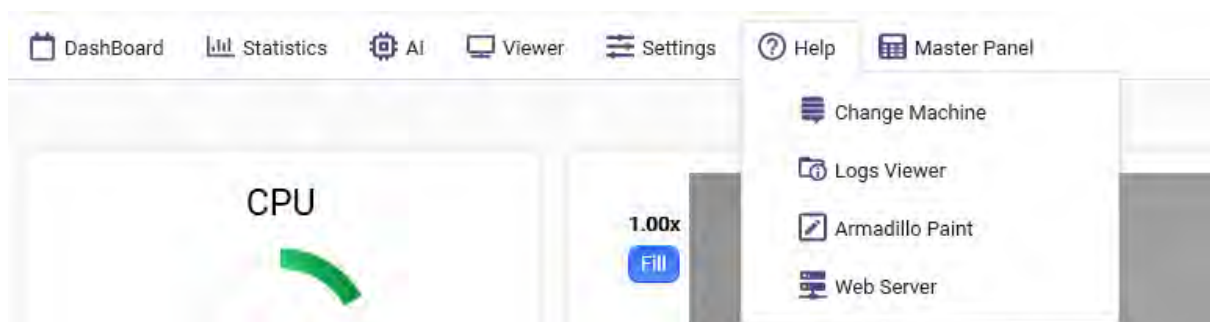 DashBoard Statistics AI Viewer Settings Help Master Panel
Change Machine
Logs Viewer
CPU
1.00x
Armadillo Paint
Fill
Web Server